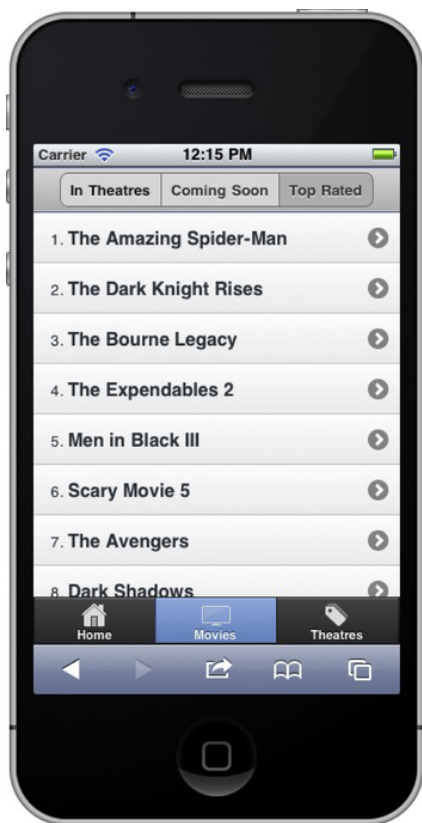 Carrier 12:15 PM
In Theatres Coming Soon Top Rated
1. The Amazing Spider-Man
2. The Dark Knight Rises
3. The Bourne Legacy
4. The Expendables 2
5. Men in Black III
6. Scary Movie 5
7. The Avengers
8. Dark Shadows
Home Movies Theatres